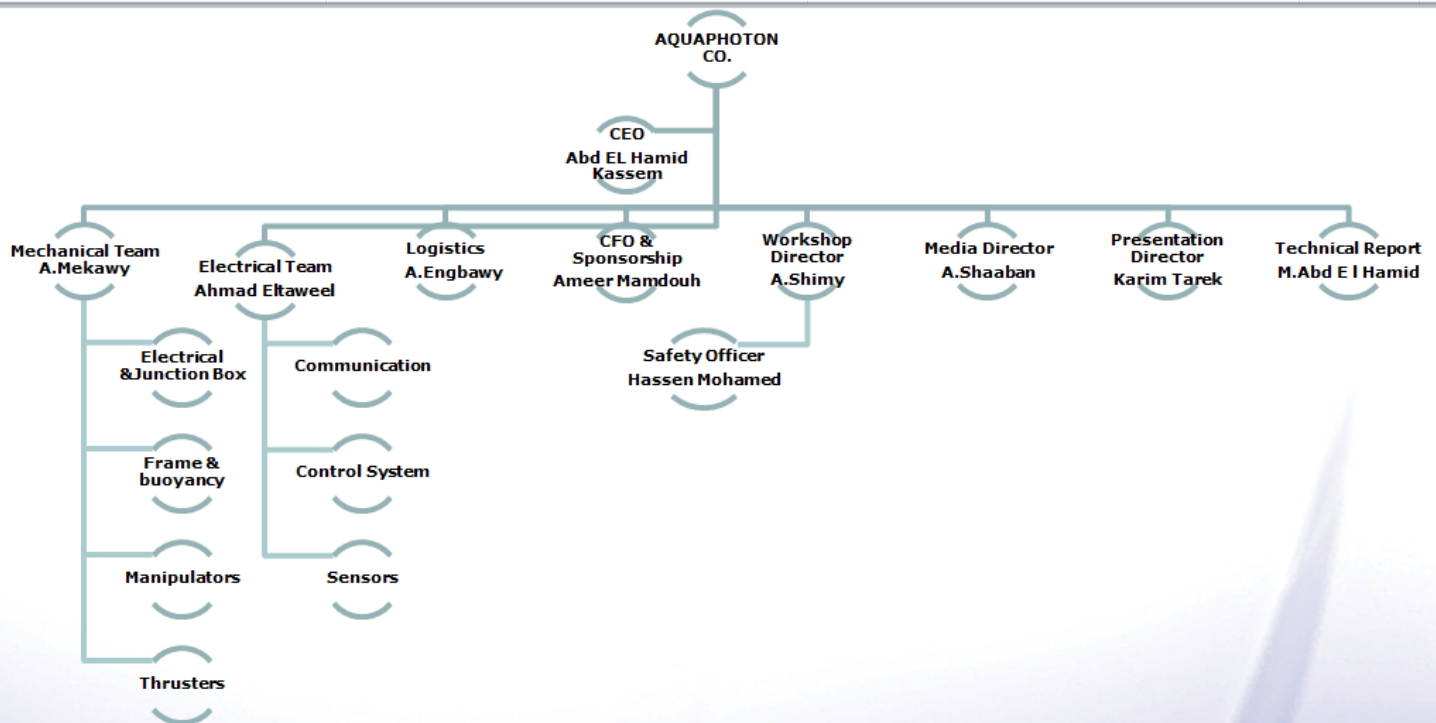 AQUAPHOTON
CO.
CEO
Abd EL Hamid
Kassem
Mechanical Team
A.Mekawy
Electrical Team
Ahmad Eltaweel
Logistics
A.Engbawy
CFO &
Sponsorship
Ameer Mamdouh
Workshop
Director
A.Shimy
Media Director
A.Shaaban
Presentation
Director
Karim Tarek
Technical Report
M.Abd E l Hamid
Electrical
&Junction Box
Frame &
buoyancy
Manipulators
Thrusters
Communication
Control System
Sensors
Safety Officer
Hassen Mohamed